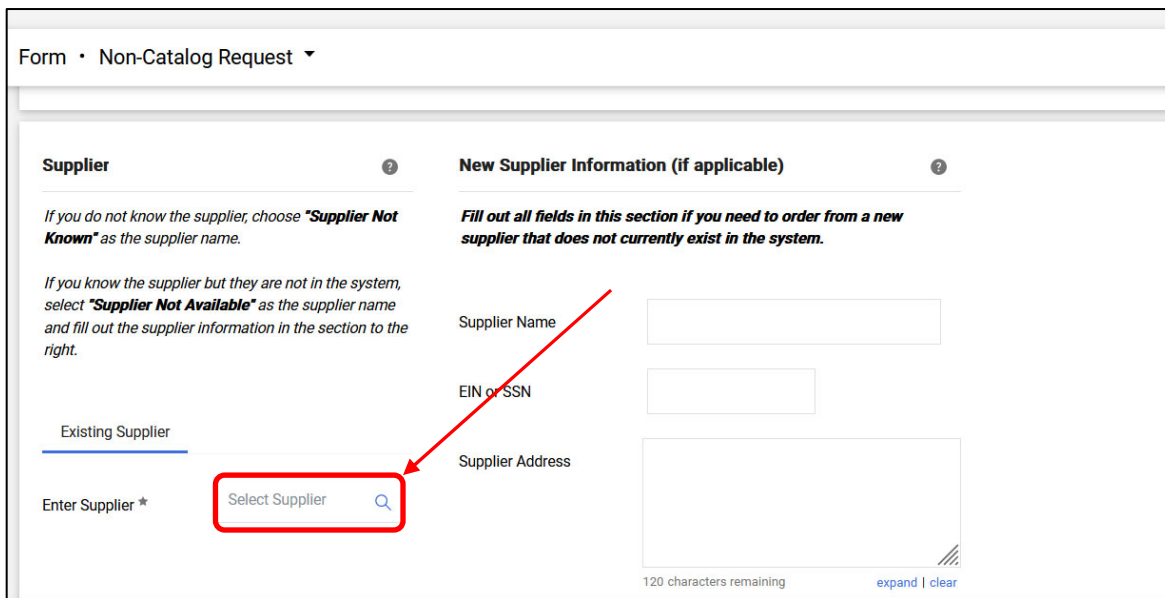 Form · Non-Catalog Request
Supplier
If you do not know the supplier, choose "Supplier Not
Known" as the supplier name.
If you know the supplier but they are not in the system,
select "Supplier Not Available" as the supplier name
and fill out the supplier information in the section to the
right.
Existing Supplier
Enter Supplier ★
Select Supplier
New Supplier Information (if applicable)
Fill out all fields in this section if you need to order from a new
supplier that does not currently exist in the system.
Supplier Name
EIN or SSN
Supplier Address
120 characters remaining
expand | clear